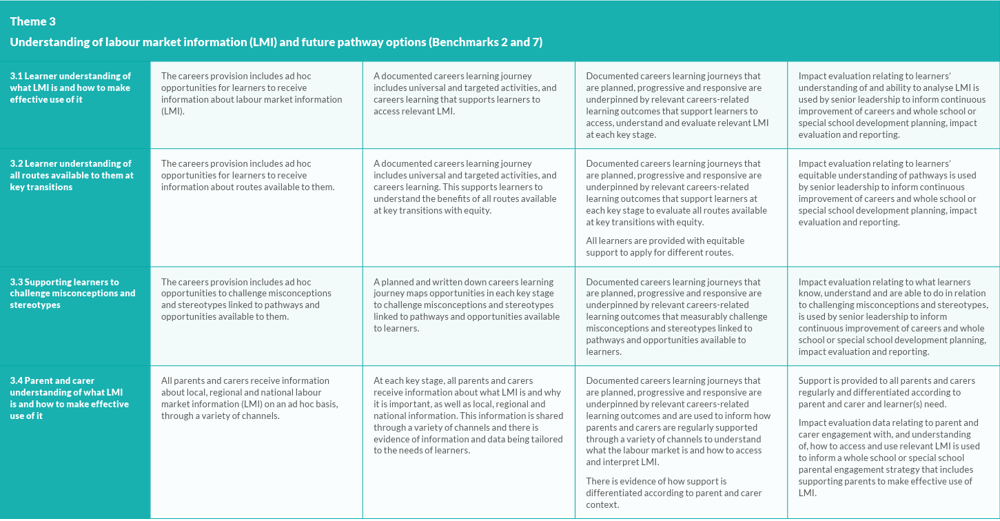 Theme 3
Understanding of labour market information (LMI) and future pathway options (Benchmarks 2 and 7)
3.1 Learner understanding of
what LMI is and how to make
effective use of it
The careers provision includes ad hoc
opportunities for learners to receive
information about labour market information
(LMI).
A documented careers learning journey
includes universal and targeted activities, and
careers learning that supports learners to
access relevant LMI.
Documented careers learning journeys that
are planned, progressive and responsive are
underpinned by relevant careers-related
learning outcomes that support learners to
access, understand and evaluate relevant LMI
at each key stage.
Impact evaluation relating to learners'
understanding of and ability to analyse LMI is
used by senior leadership to inform continuous
improvement of careers and whole school or
special school development planning, impact
evaluation and reporting.
3.2 Learner understanding of
all routes available to them at
key transitions
The careers provision includes ad hoc
opportunities for learners to receive
information about routes available to them.
A documented careers learning journey
includes universal and targeted activities, and
careers learning. This supports learners to
understand the benefits of all routes available
at key transitions with equity.
Documented careers learning journeys that
are planned, progressive and responsive are
underpinned by relevant careers-related
learning outcomes that support learners at
each key stage to evaluate all routes available
at key transitions with equity.
All learners are provided with equitable
support to apply for different routes.
Impact evaluation relating to learners'
equitable understanding of pathways is used
by senior leadership to inform continuous
improvement of careers and whole school or
special school development planning, impact
evaluation and reporting.
3.3 Supporting learners to
challenge misconceptions and
stereotypes
The careers provision includes ad hoc
opportunities to challenge misconceptions
and stereotypes linked to pathways and
opportunities available to them.
A planned and written down careers learning
journey maps opportunities in each key stage
to challenge misconceptions and stereotypes
linked to pathways and opportunities available
to learners.
Documented careers learning journeys that
are planned, progressive and responsive are
underpinned by relevant careers-related
learning outcomes that measurably challenge
misconceptions and stereotypes linked to
pathways and opportunities available to
learners.
Impact evaluation relating to what learners
know, understand and are able to do in relation
to challenging misconceptions and stereotypes,
is used by senior leadership to inform
continuous improvement of careers and whole
school or special school development planning,
impact evaluation and reporting.
3.4 Parent and carer
understanding of what LMI
is and how to make effective
use of it
All parents and carers receive information
about local, regional and national labour
market information (LMI) on an ad hoc basis,
through a variety of channels.
At each key stage, all parents and carers
receive information about what LMI is and why
it is important, as well as local, regional and
national information. This information is shared
through a variety of channels and there is
evidence of information and data being tailored
to the needs of learners.
Documented careers learning journeys that
are planned, progressive and responsive are
underpinned by relevant careers-related
learning outcomes and are used to inform how
parents and carers are regularly supported
through a variety of channels to understand
what the labour market is and how to access
and interpret LMI.
There is evidence of how support is
differentiated according to parent and carer
context.
Support is provided to all parents and carers
regularly and differentiated according to
parent and carer and learner(s) need.
Impact evaluation data relating to parent and
carer engagement with, and understanding
of, how to access and use relevant LMI is used
to inform a whole school or special school
parental engagement strategy that includes
supporting parents to make effective use of
LMI.